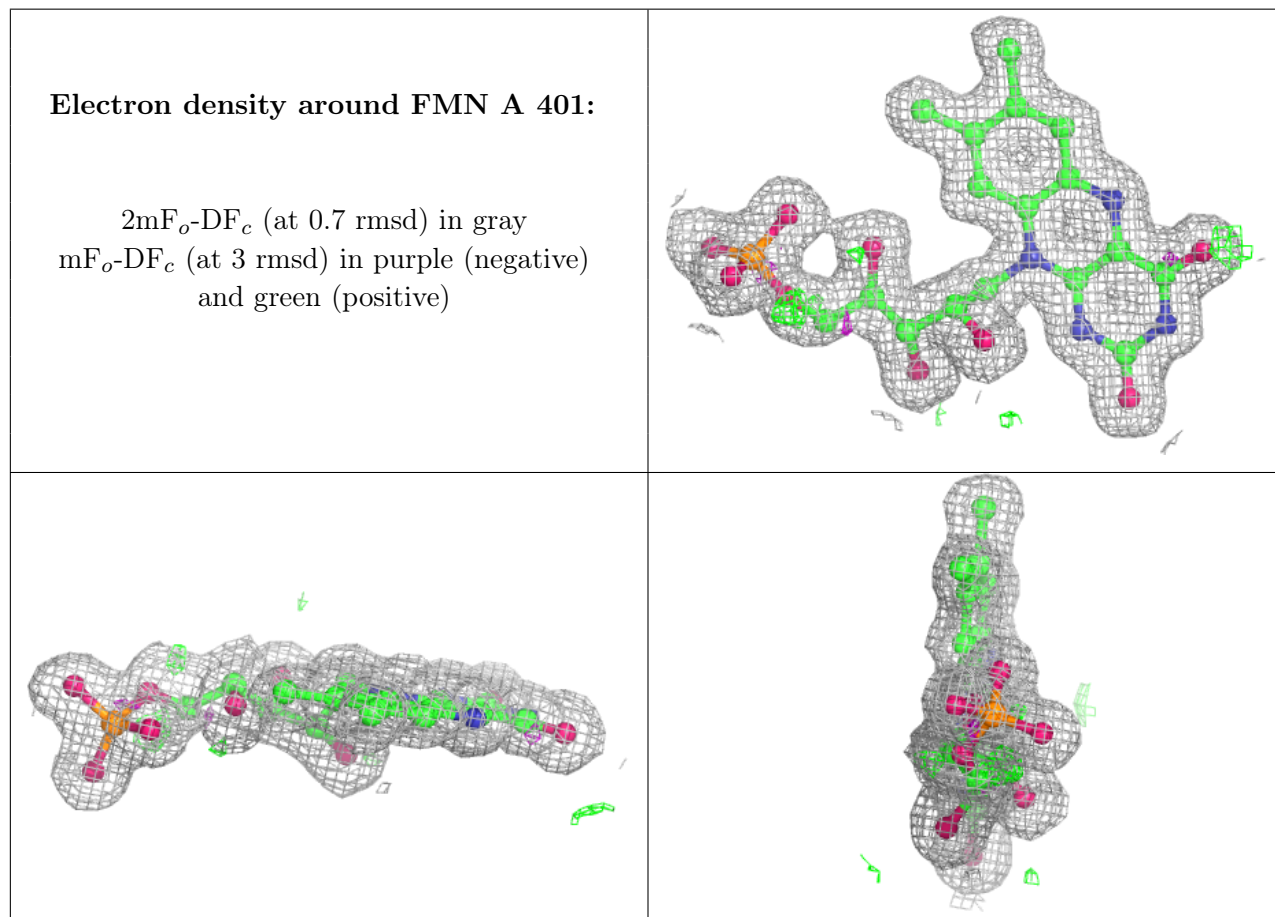 Electron density around FMN A 401:
2mFo-DFc (at 0.7 rmsd) in gray
mFo-DFc (at 3 rmsd) in purple (negative)
and green (positive)